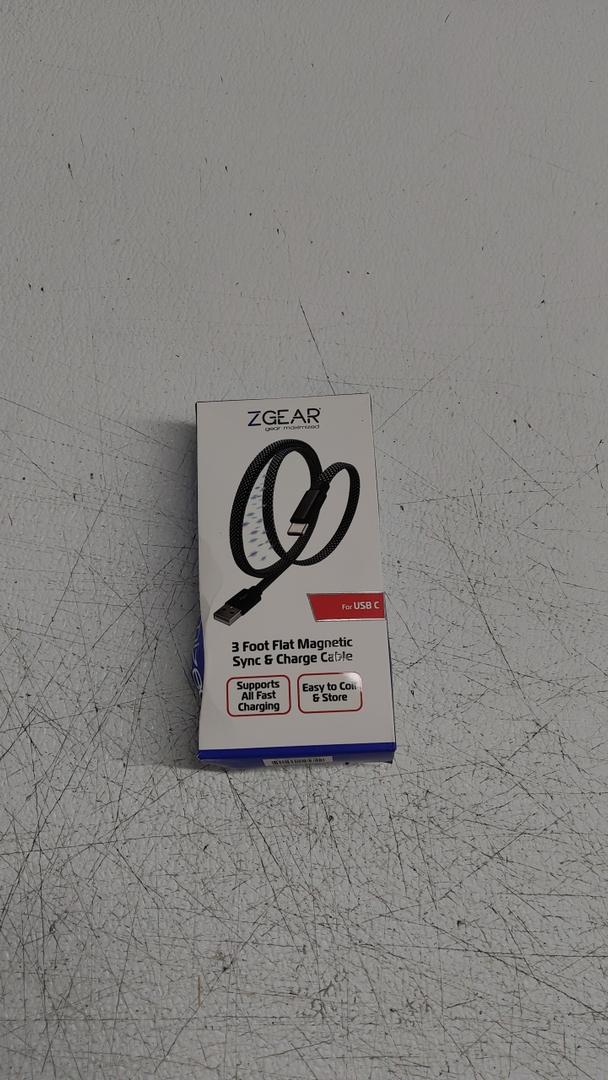 ZGEAR
gear maximized
For USB C
3 Foot Flat Magnetic
Sync & Charge Cable
Supports
All Fast
Charging
Easy to Coil
& Store